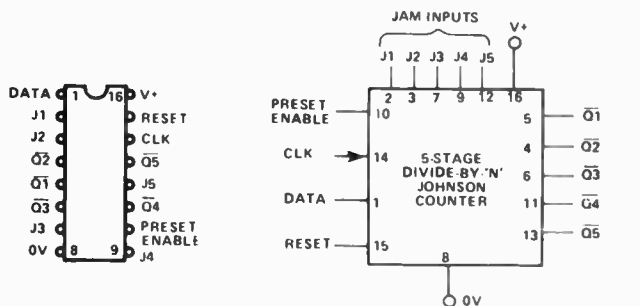 DATA 1 16 V+
J1 RESET
J2 CLK
Q̅2̅ Q̅5̅
Q̅1̅ J5
Q̅3̅ Q̅4̅
J3 PRESET
ENABLE
0V 8 9 J4
JAM INPUTS
J1 J2 J3 J4 J5 V+
2 3 7 9 12 16
PRESET
ENABLE 10
CLK 14
DATA 1
RESET 15
5-STAGE
DIVIDE-BY-'N'
JOHNSON
COUNTER
5 Q̅1̅
4 Q̅2̅
6 Q̅3̅
11 Q̅4̅
13 Q̅5̅
8
0V